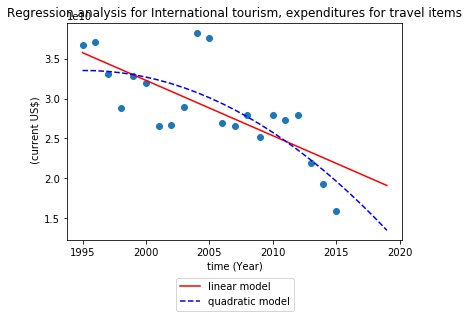 Regression analysis for International tourism, expenditures for travel items
1e10
3.5
3.0
2.5
2.0
1.5
(current US$)
1995 2000 2005 2010 2015 2020
time (Year)
linear model
quadratic model